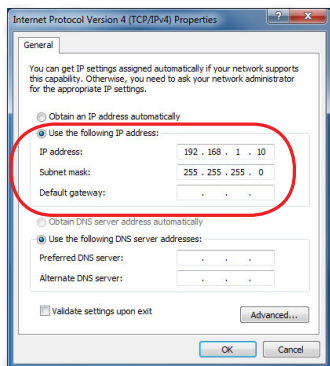 Internet Protocol Version 4 (TCP/IPv4) Properties
General
You can get IP settings assigned automatically if your network supports
this capability. Otherwise, you need to ask your network administrator
for the appropriate IP settings.
Obtain an IP address automatically
Use the following IP address:
IP address: 192 . 168 . 1 . 10
Subnet mask: 255 . 255 . 255 . 0
Default gateway: . . .
Obtain DNS server address automatically
Use the following DNS server addresses:
Preferred DNS server: . . .
Alternate DNS server: . . .
Validate settings upon exit
Advanced...
OK Cancel